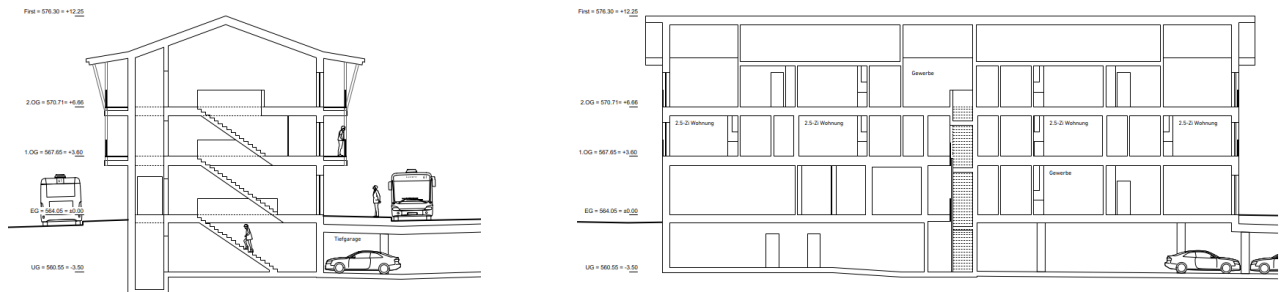 First = 576.30 = +12.25
2.OG = 570.71= +6.66
1.OG = 567.65 = +3.60
EG = 564.05 = ±0.00
Tiefgarage
UG = 560.55 = -3.50
First = 576.30 = +12.25
Gewerbe
2.OG = 570.71= +6.66
2.5-Zi Wohnung
2.5-Zi Wohnung
2.5-Zi Wohnung
2.5-Zi Wohnung
1.OG = 567.65 = +3.60
Gewerbe
EG = 564.05 = ±0.00
UG = 560.55 = -3.50